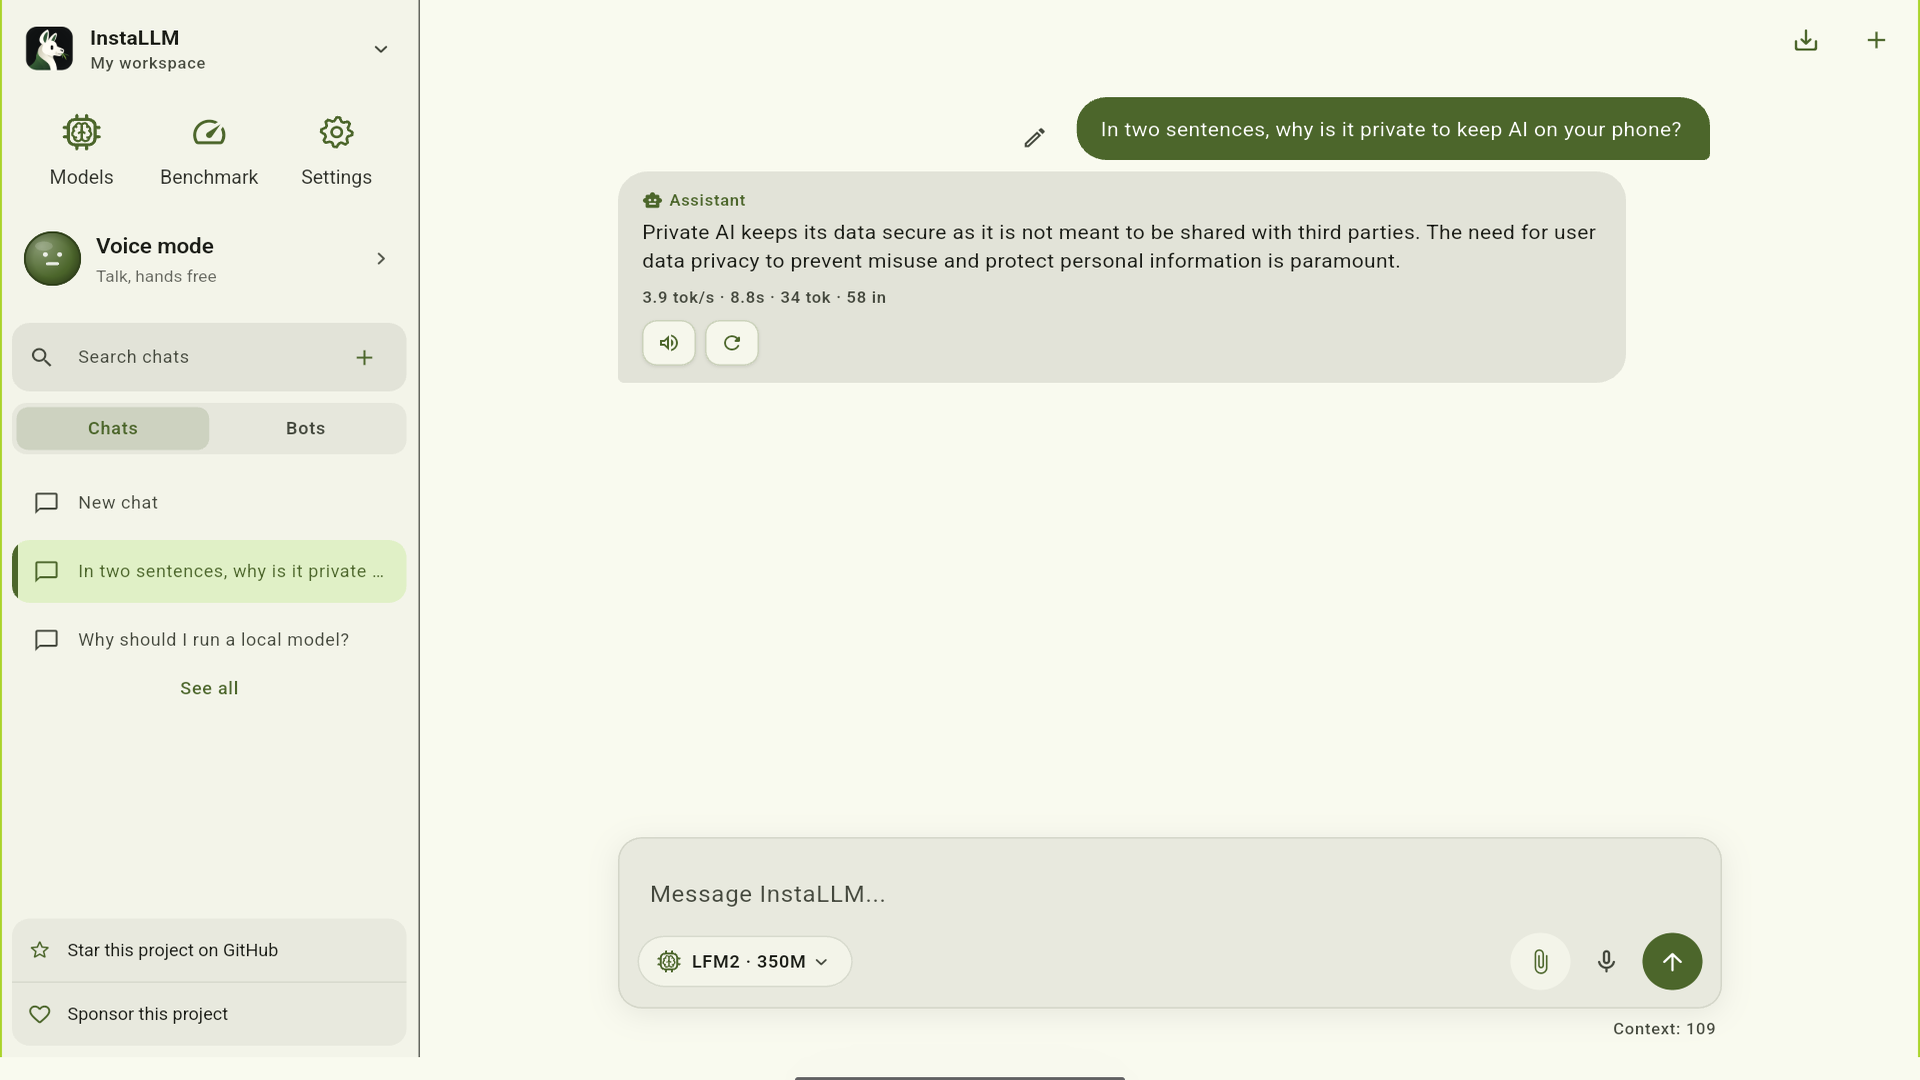 InstaLLM
My workspace
Models
Benchmark
Settings
Voice mode
Talk, hands free
Search chats
Chats
Bots
New chat
In two sentences, why is it private …
Why should I run a local model?
See all
Star this project on GitHub
Sponsor this project
In two sentences, why is it private to keep AI on your phone?
Assistant
Private AI keeps its data secure as it is not meant to be shared with third parties. The need for user
data privacy to prevent misuse and protect personal information is paramount.
3.9 tok/s · 8.8s · 34 tok · 58 in
Message InstaLLM...
LFM2 · 350M
Context: 109